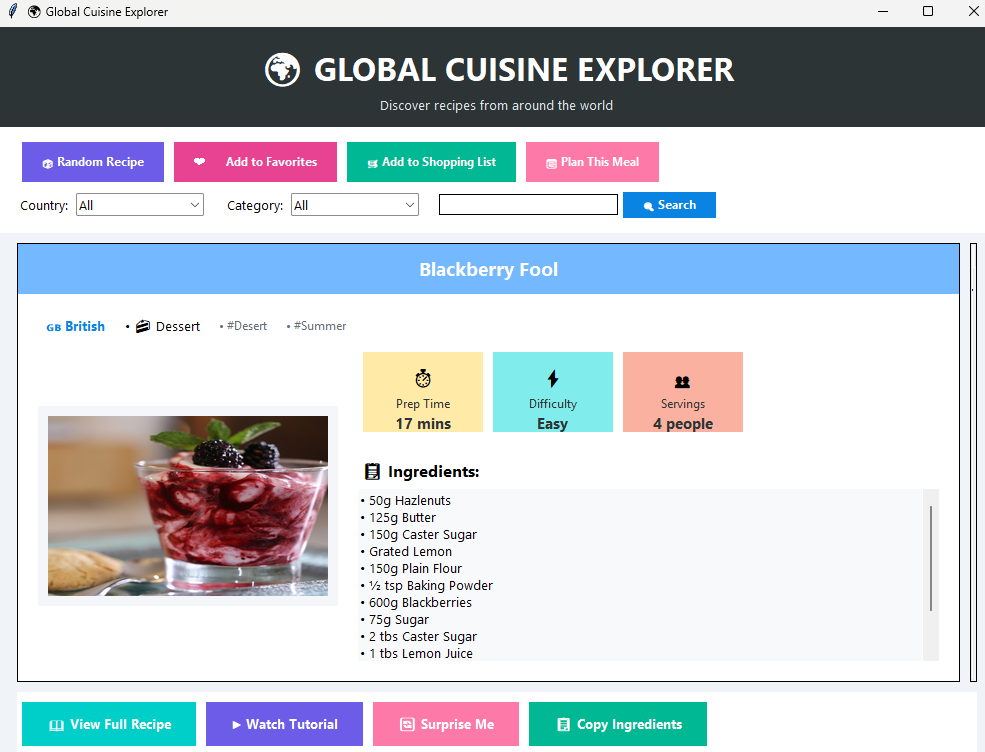 Global Cuisine Explorer
GLOBAL CUISINE EXPLORER
Discover recipes from around the world
Random Recipe
Add to Favorites
Add to Shopping List
Plan This Meal
Country: All
Category: All
Search
Blackberry Fool
GB British • Dessert • #Desert • #Summer
Prep Time
17 mins
Difficulty
Easy
Servings
4 people
Ingredients:
• 50g Hazlenuts
• 125g Butter
• 150g Caster Sugar
• Grated Lemon
• 150g Plain Flour
• ½ tsp Baking Powder
• 600g Blackberries
• 75g Sugar
• 2 tbs Caster Sugar
• 1 tbs Lemon Juice
View Full Recipe
Watch Tutorial
Surprise Me
Copy Ingredients